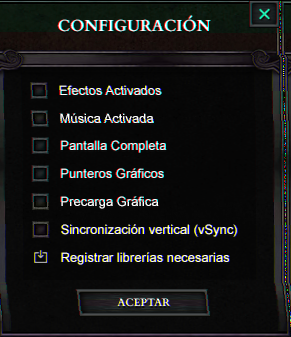 CONFIGURACIÓN
Efectos Activados
Música Activada
Pantalla Completa
Punteros Gráficos
Precarga Gráfica
Sincronización vertical (vSync)
Registrar librerías necesarias
ACEPTAR